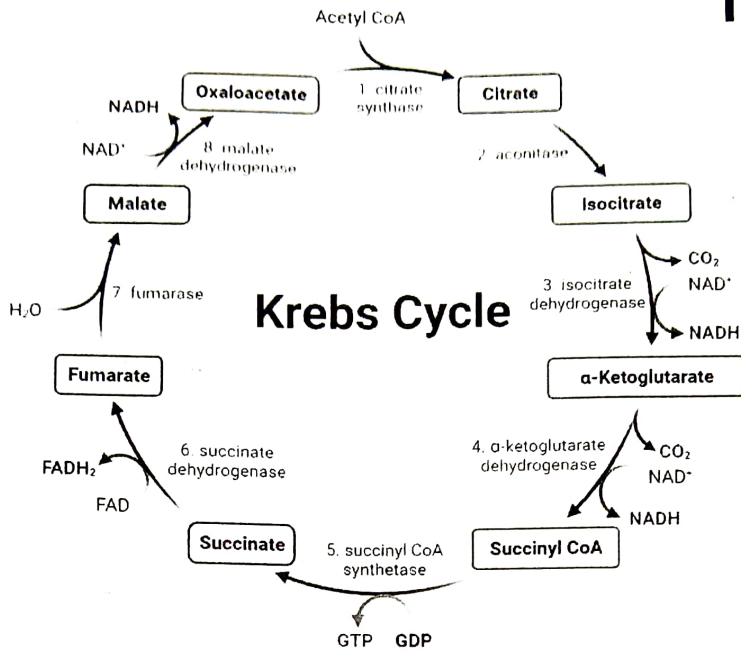 Acetyl CoA
Oxaloacetate
1 citrate
synthase
Citrate
NADH
NAD⁺
8 malate
dehydrogenase
2 aconitase
Malate
Isocitrate
CO₂
NAD⁺
3 isocitrate
dehydrogenase
NADH
H₂O
7 fumarase
Krebs Cycle
Fumarate
α-Ketoglutarate
6. succinate
dehydrogenase
FADH₂
FAD
4. α-ketoglutarate
dehydrogenase
CO₂
NAD⁺
NADH
Succinate
5. succinyl CoA
synthetase
Succinyl CoA
GTP GDP